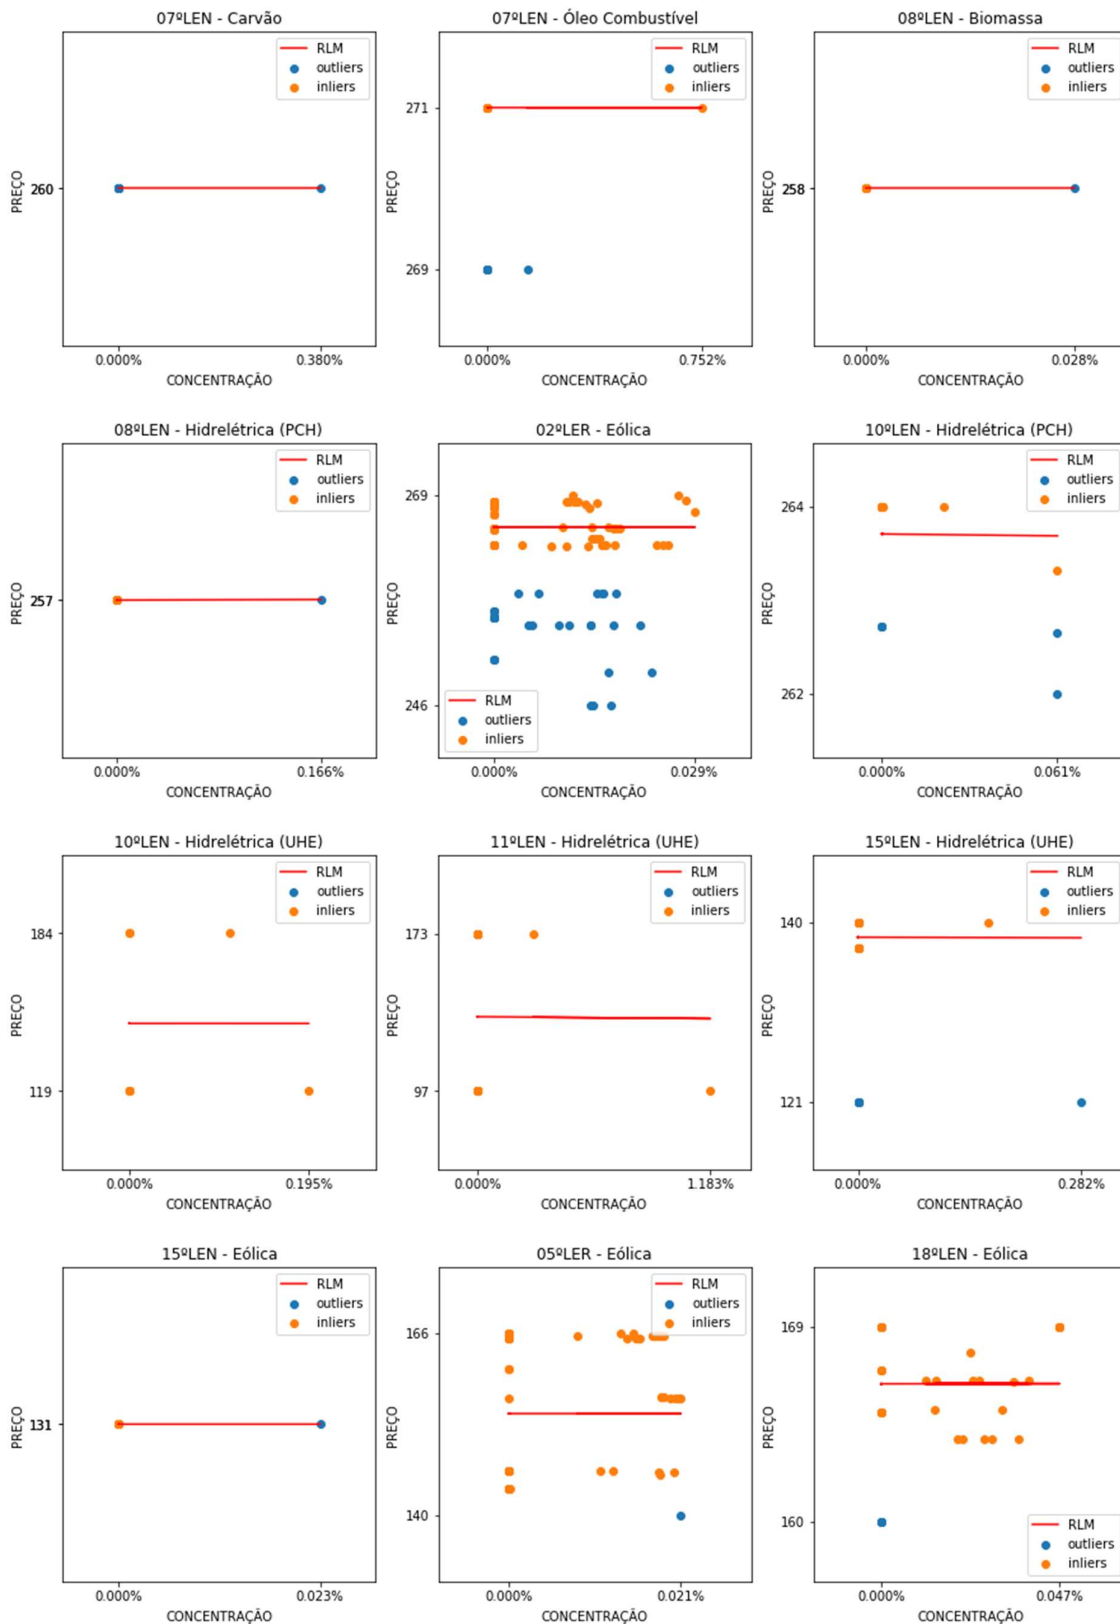 07ºLEN - Carvão
RLM
outliers
inliers
260
PREÇO
0.000%
0.380%
CONCENTRAÇÃO
07ºLEN - Óleo Combustível
RLM
outliers
inliers
271
269
PREÇO
0.000%
0.752%
CONCENTRAÇÃO
08ºLEN - Biomassa
RLM
outliers
inliers
258
PREÇO
0.000%
0.028%
CONCENTRAÇÃO
08ºLEN - Hidrelétrica (PCH)
RLM
outliers
inliers
257
PREÇO
0.000%
0.166%
CONCENTRAÇÃO
02ºLER - Eólica
269
246
PREÇO
RLM
outliers
inliers
0.000%
0.029%
CONCENTRAÇÃO
10ºLEN - Hidrelétrica (PCH)
RLM
outliers
inliers
264
262
PREÇO
0.000%
0.061%
CONCENTRAÇÃO
10ºLEN - Hidrelétrica (UHE)
RLM
outliers
inliers
184
119
PREÇO
0.000%
0.195%
CONCENTRAÇÃO
11ºLEN - Hidrelétrica (UHE)
RLM
outliers
inliers
173
97
PREÇO
0.000%
1.183%
CONCENTRAÇÃO
15ºLEN - Hidrelétrica (UHE)
RLM
outliers
inliers
140
121
PREÇO
0.000%
0.282%
CONCENTRAÇÃO
15ºLEN - Eólica
RLM
outliers
inliers
131
PREÇO
0.000%
0.023%
CONCENTRAÇÃO
05ºLER - Eólica
RLM
outliers
inliers
166
140
PREÇO
0.000%
0.021%
CONCENTRAÇÃO
18ºLEN - Eólica
169
160
PREÇO
RLM
outliers
inliers
0.000%
0.047%
CONCENTRAÇÃO